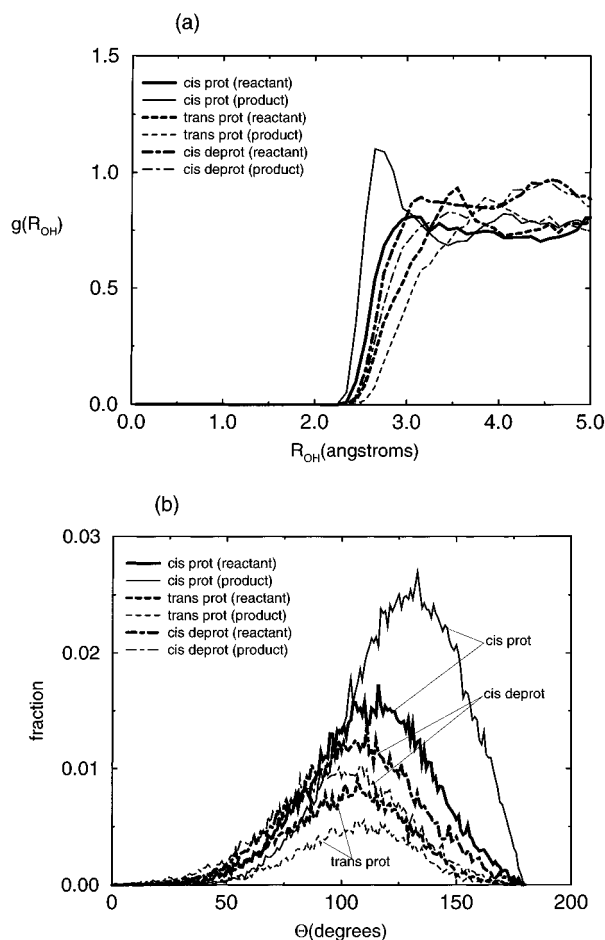 (a)
1.5
1.0
0.5
0.0
g(R_OH)
cis prot (reactant)
cis prot (product)
trans prot (reactant)
trans prot (product)
cis deprot (reactant)
cis deprot (product)
0.0 1.0 2.0 3.0 4.0 5.0
R_OH(angstroms)
(b)
0.03
0.02
0.01
0.00
fraction
cis prot (reactant)
cis prot (product)
trans prot (reactant)
trans prot (product)
cis deprot (reactant)
cis deprot (product)
cis prot
cis deprot
trans prot
0 50 100 150 200
Θ(degrees)